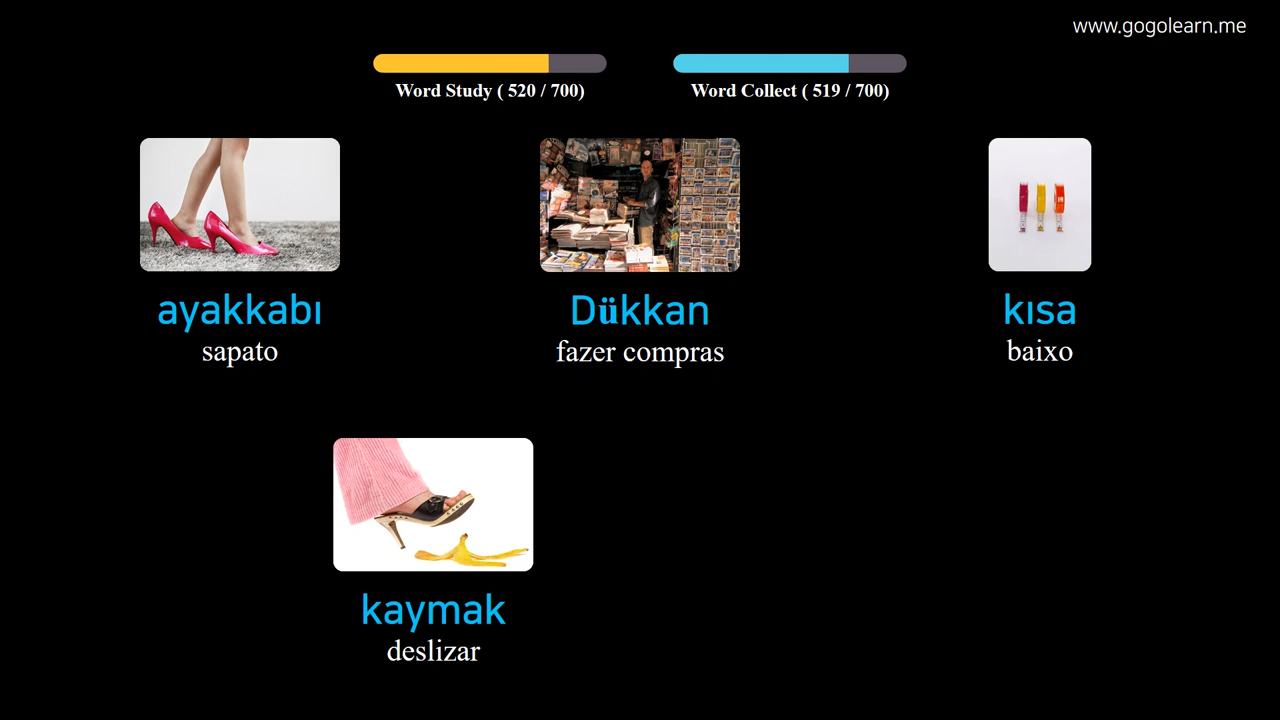 www.gogolearn.me
Word Study ( 520 / 700)
Word Collect ( 519 / 700)
ayakkabı
sapato
Dükkan
fazer compras
kısa
baixo
kaymak
deslizar